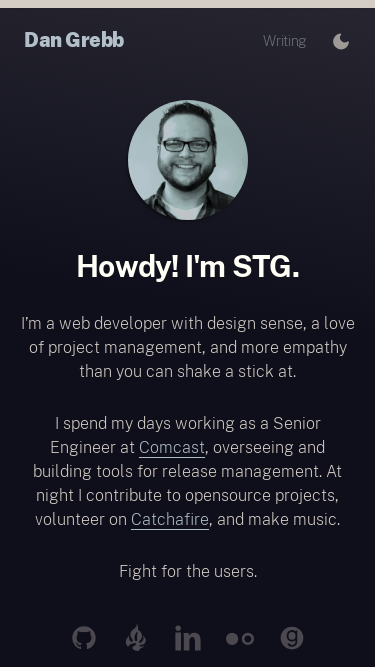 Dan Grebb
Writing
Howdy! I'm STG.
I’m a web developer with design sense, a love
of project management, and more empathy
than you can shake a stick at.
I spend my days working as a Senior
Engineer at Comcast, overseeing and
building tools for release management. At
night I contribute to opensource projects,
volunteer on Catchafire, and make music.
Fight for the users.